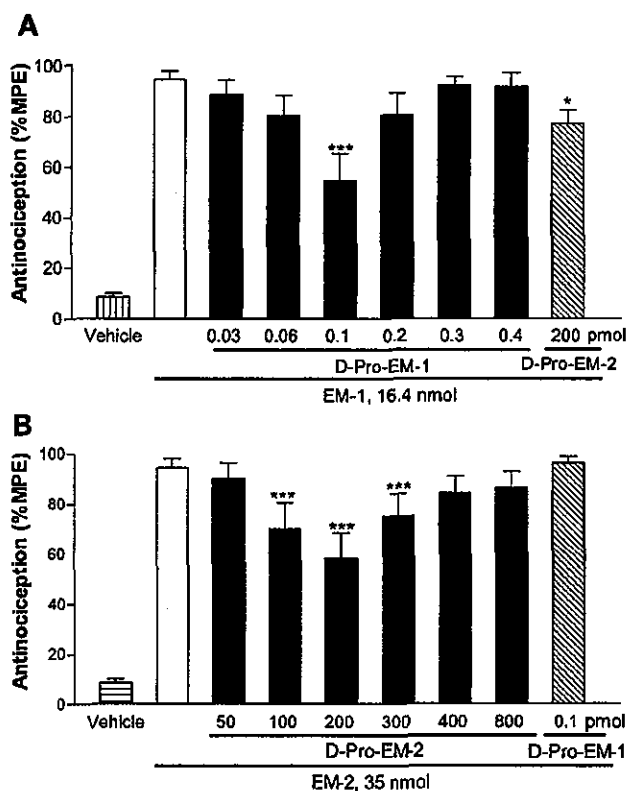 A
Antinociception (%MPE)
100
80
60
40
20
0
***
*
Vehicle 0.03 0.06 0.1 0.2 0.3 0.4 200 pmol
D-Pro-EM-1 D-Pro-EM-2
EM-1, 16.4 nmol
B
Antinociception (%MPE)
100
80
60
40
20
0
*** *** ***
Vehicle 50 100 200 300 400 800 0.1 pmol
D-Pro-EM-2 D-Pro-EM-1
EM-2, 35 nmol